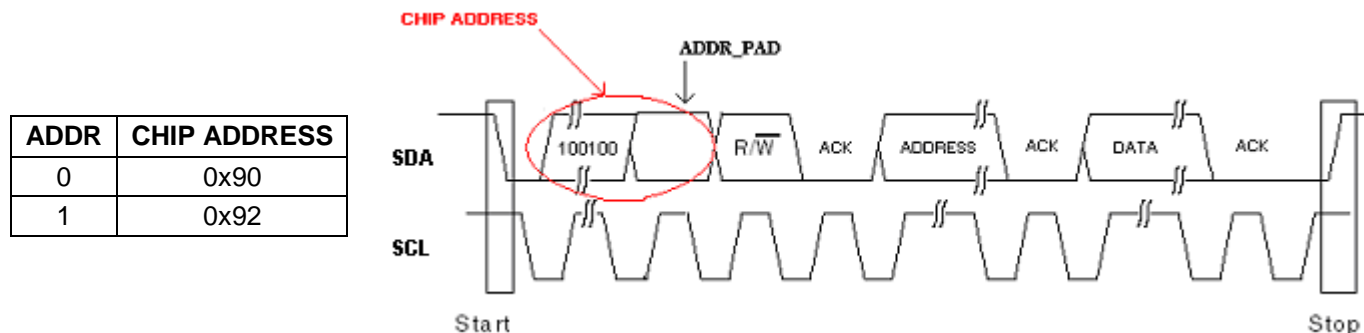 CHIP ADDRESS
ADDR_PAD
ADDR CHIP ADDRESS
0 0x90
1 0x92
SDA 100100 R/W ACK ADDRESS ACK DATA ACK
SCL
Start Stop